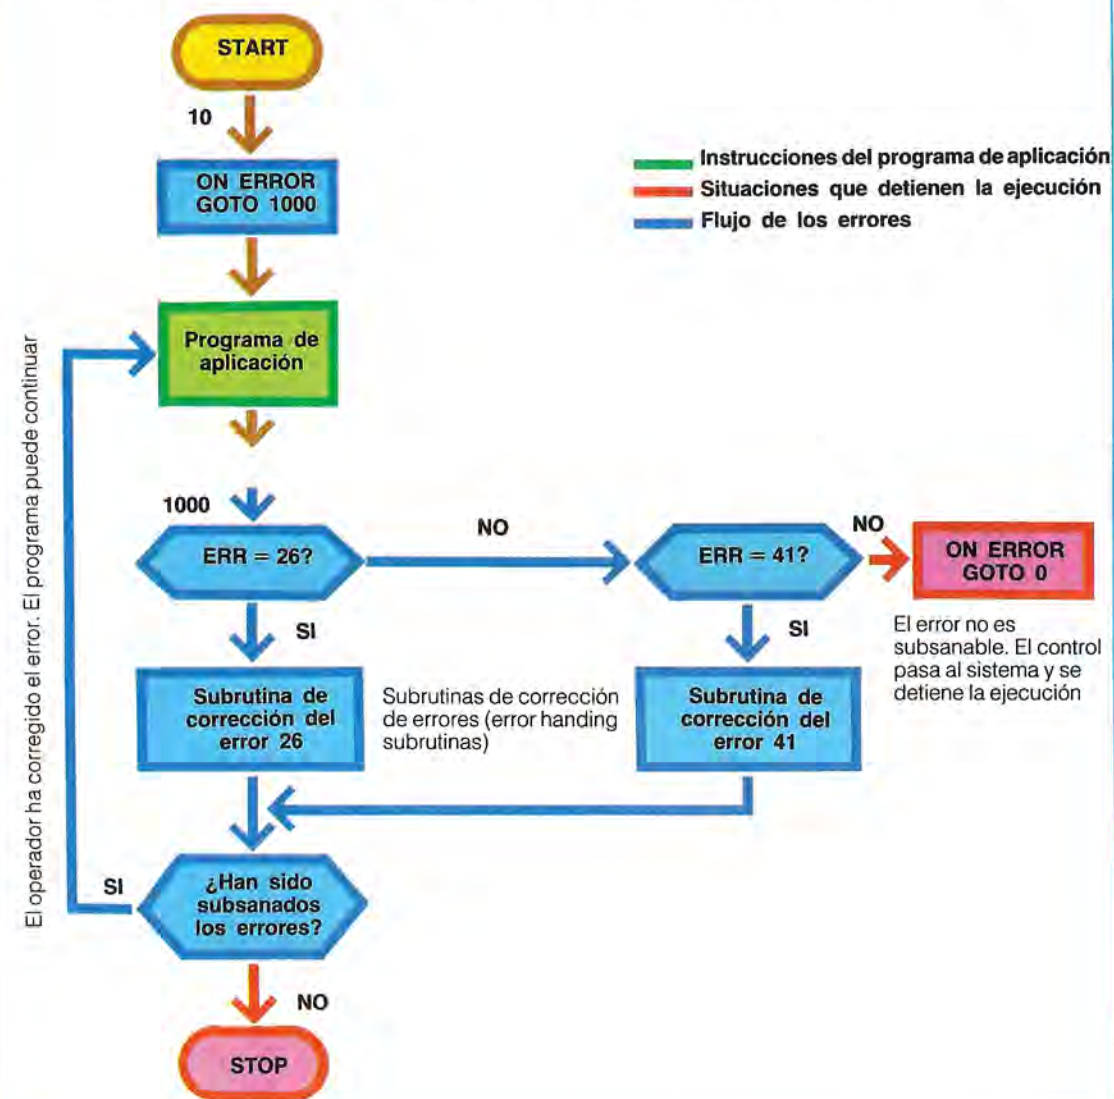 START
10
ON ERROR
GOTO 1000
Instrucciones del programa de aplicación
Situaciones que detienen la ejecución
Flujo de los errores
Programa de
aplicación
El operador ha corregido el error. El programa puede continuar
1000
ERR = 26?
NO
ERR = 41?
NO
ON ERROR
GOTO 0
El error no es
subsanable. El control
pasa al sistema y se
detiene la ejecución
SI
SI
Subrutina de
corrección del
error 26
Subrutinas de corrección
de errores (error handing
subrutinas)
Subrutina de
corrección del
error 41
SI
¿Han sido
subsanados
los errores?
NO
STOP